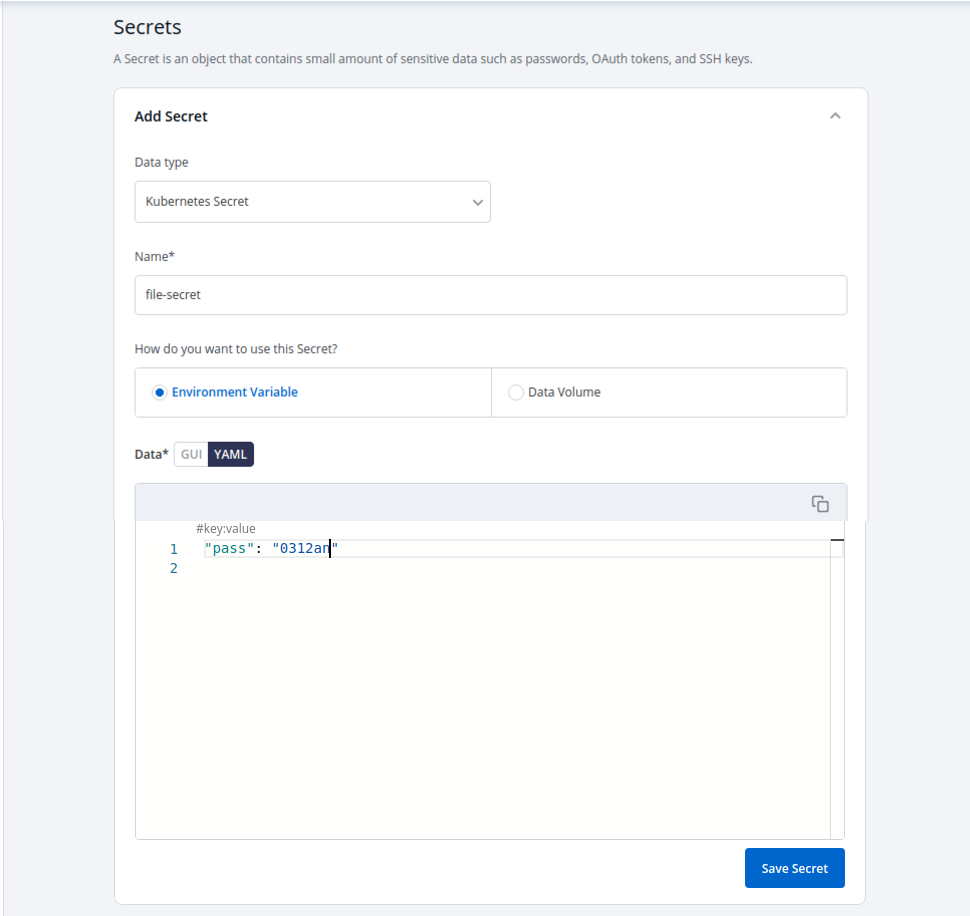 Secrets
A Secret is an object that contains small amount of sensitive data such as passwords, OAuth tokens, and SSH keys.
Add Secret
Data type
Kubernetes Secret
Name*
file-secret
How do you want to use this Secret?
Environment Variable Data Volume
Data* GUI YAML
#key:value
1 "pass": "0312an"
2
Save Secret